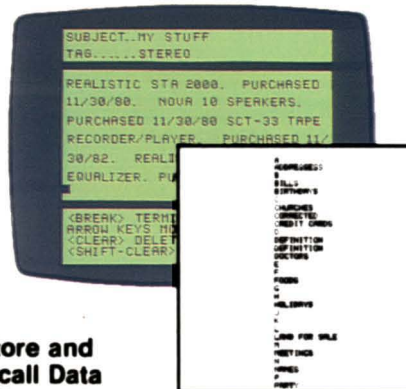 SUBJECT..MY STUFF
TAG......STEREO
REALISTIC STA 2000. PURCHASED
11/30/80. NOVA 10 SPEAKERS.
PURCHASED 11/30/80 SCT-33 TAPE
RECORDER/PLAYER. PURCHASED 11/
30/82. REALI
EQUALIZER. PU
<BREAK> TERMI
ARROW KEYS MO
<CLEAR> DELET
<SHIFT-CLEAR>
A
ADDRESSESS
B
BILLS
BIRTHDAYS
C
CHURCHES
CORRECTED
CREDIT CARDS
D
DEFINITION
DEFINITION
DOCTORS
E
F
FOODS
G
H
HOLIDAYS
LAND FOR SALE
M
MEETINGS
N
NAMES
P
PARTY
ore and
call Data